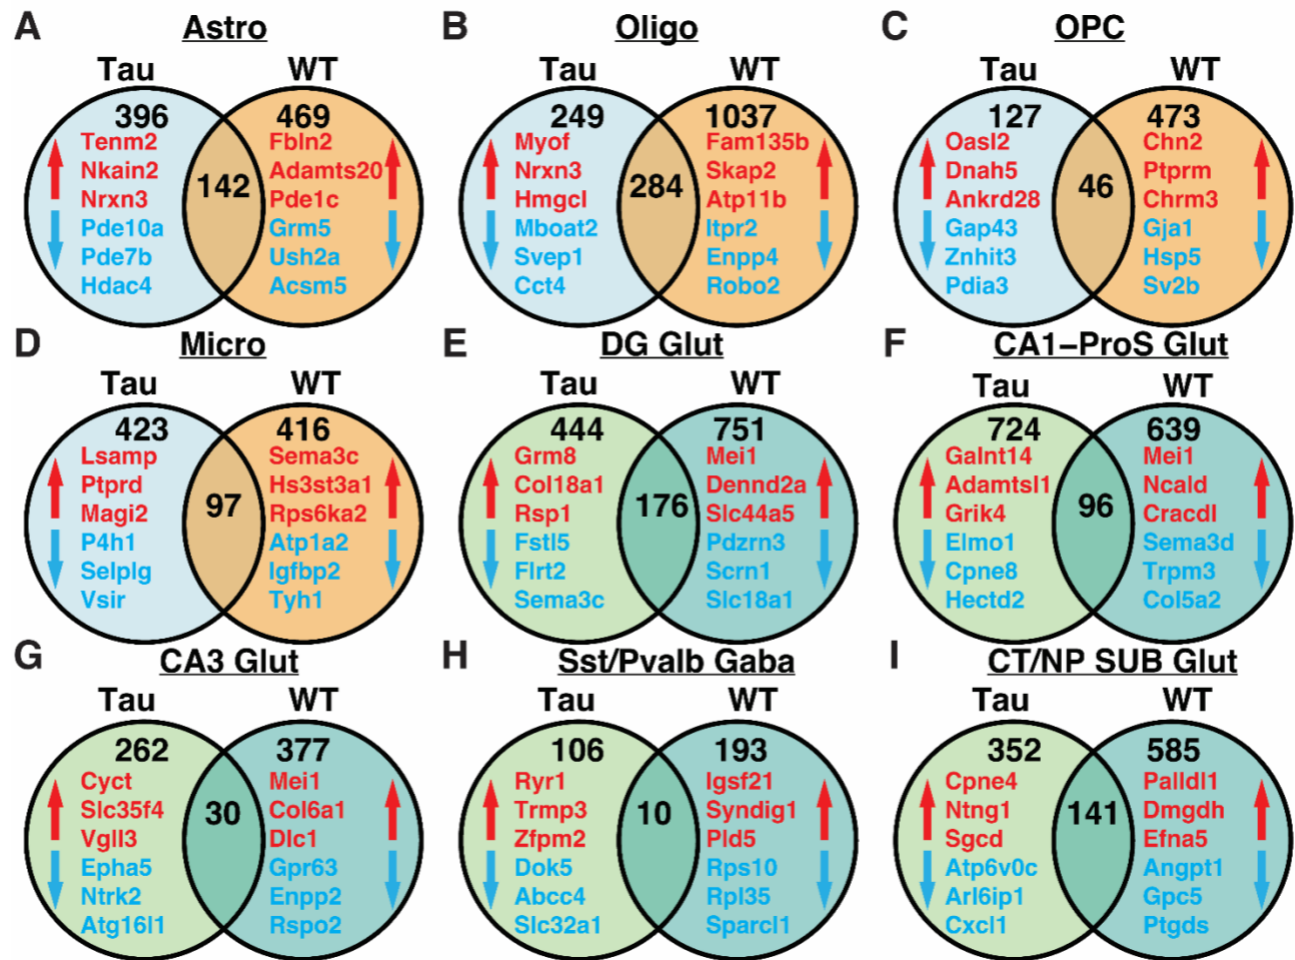 A Astro
Tau WT
396 469
142
Tenm2 Fbln2
Nkain2 Adamts20
Nrxn3 Pde1c
Pde10a Grm5
Pde7b Ush2a
Hdac4 Acsm5
B Oligo
Tau WT
249 1037
284
Myof Fam135b
Nrxn3 Skap2
Hmgcl Atp11b
Mboat2 Itpr2
Svep1 Enpp4
Cct4 Robo2
C OPC
Tau WT
127 473
46
Oasl2 Chn2
Dnah5 Ptprm
Ankrd28 Chrm3
Gap43 Gja1
Znhit3 Hsp5
Pdia3 Sv2b
D Micro
Tau WT
423 416
97
Lsamp Sema3c
Ptprd Hs3st3a1
Magi2 Rps6ka2
P4h1 Atp1a2
Selplg Igfbp2
Vsir Tyh1
E DG Glut
Tau WT
444 751
176
Grm8 Mei1
Col18a1 Dennd2a
Rsp1 Slc44a5
Fstl5 Pdzrn3
Flrt2 Scrn1
Sema3c Slc18a1
F CA1–ProS Glut
Tau WT
724 639
96
Galnt14 Mei1
Adamtsl1 Ncald
Grik4 Cracdl
Elmo1 Sema3d
Cpne8 Trpm3
Hectd2 Col5a2
G CA3 Glut
Tau WT
262 377
30
Cyct Mei1
Slc35f4 Col6a1
Vgll3 Dlc1
Epha5 Gpr63
Ntrk2 Enpp2
Atg16l1 Rspo2
H Sst/Pvalb Gaba
Tau WT
106 193
10
Ryr1 Igsf21
Trmp3 Syndig1
Zfpm2 Pld5
Dok5 Rps10
Abcc4 Rpl35
Slc32a1 Sparcl1
I CT/NP SUB Glut
Tau WT
352 585
141
Cpne4 Palldl1
Ntng1 Dmgdh
Sgcd Efna5
Atp6v0c Angpt1
Arl6ip1 Gpc5
Cxcl1 Ptgds